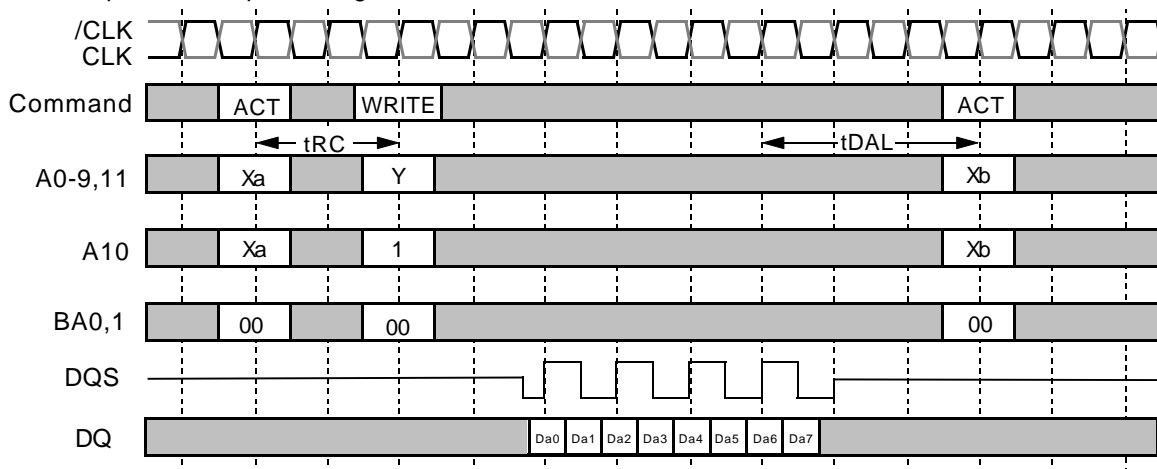 /CLK
CLK
Command ACT WRITE ACT
tRC tDAL
A0-9,11 Xa Y Xb
A10 Xa 1 Xb
BA0,1 00 00 00
DQS
DQ Da0 Da1 Da2 Da3 Da4 Da5 Da6 Da7